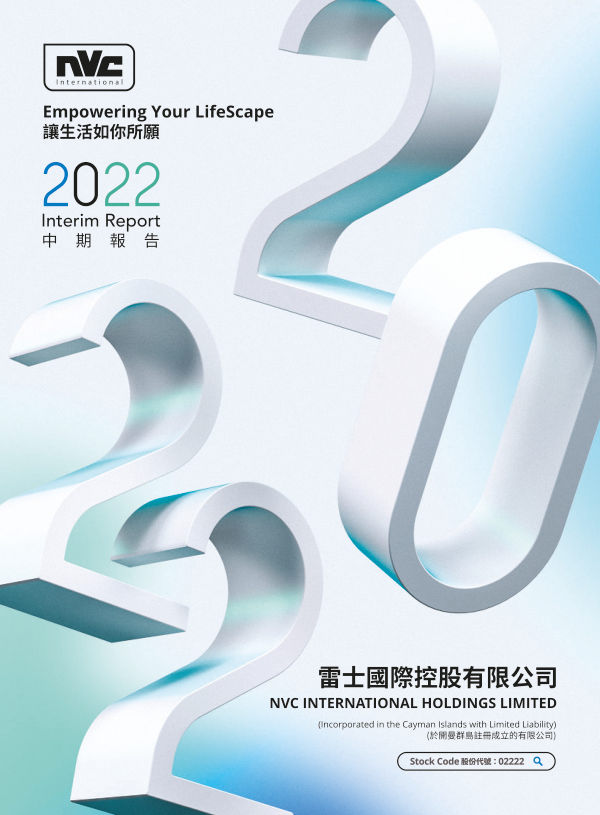 nVc
International
Empowering Your LifeScape
讓生活如你所願
2022
Interim Report
中期報告
2022
雷士國際控股有限公司
NVC INTERNATIONAL HOLDINGS LIMITED
(Incorporated in the Cayman Islands with Limited Liability)
(於開曼群島註冊成立的有限公司)
Stock Code 股份代號：02222